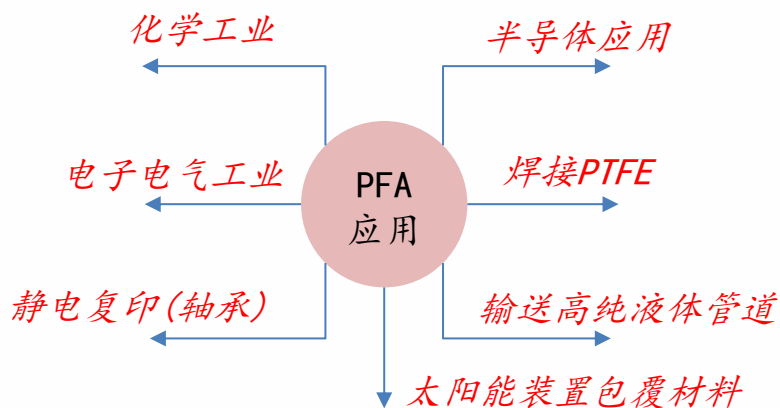 化学工业
半导体应用
电子电气工业
PFA
应用
焊接PTFE
静电复印(轴承)
输送高纯液体管道
太阳能装置包覆材料